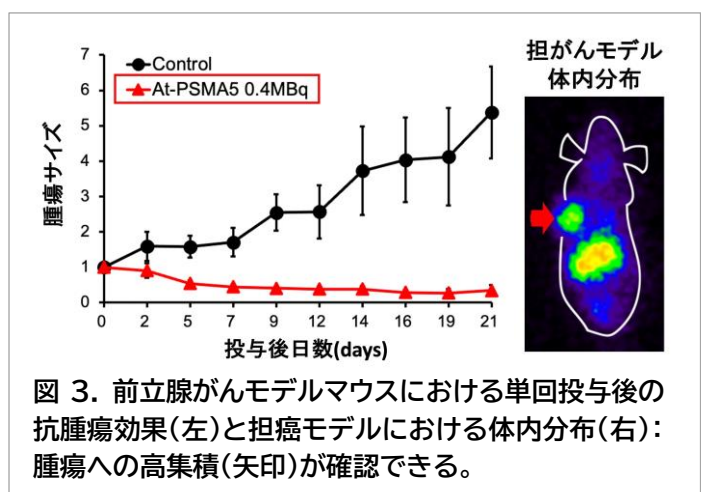 7
6
5
4
3
2
1
0
腫瘍サイズ
Control
At-PSMA5 0.4MBq
0 2 5 7 9 12 14 16 19 21
投与後日数(days)
担がんモデル
体内分布
図 3. 前立腺がんモデルマウスにおける単回投与後の
抗腫瘍効果(左)と担癌モデルにおける体内分布(右):
腫瘍への高集積(矢印)が確認できる。